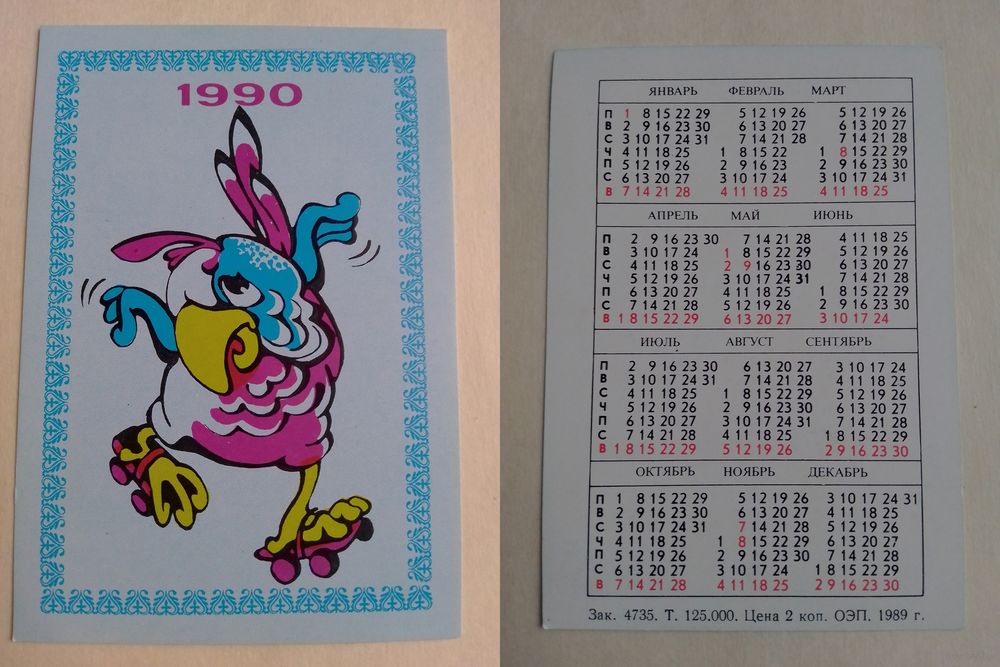 1990
ЯНВАРЬ ФЕВРАЛЬ МАРТ
П 1 8 15 22 29 5 12 19 26 5 12 19 26
В 2 9 16 23 30 6 13 20 27 6 13 20 27
С 3 10 17 24 31 7 14 21 28 7 14 21 28
Ч 4 11 18 25 1 8 15 22 1 8 15 22 29
П 5 12 19 26 2 9 16 23 2 9 16 23 30
С 6 13 20 27 3 10 17 24 3 10 17 24 31
В 7 14 21 28 4 11 18 25 4 11 18 25
АПРЕЛЬ МАЙ ИЮНЬ
П 2 9 16 23 30 7 14 21 28 4 11 18 25
В 3 10 17 24 1 8 15 22 29 5 12 19 26
С 4 11 18 25 2 9 16 23 30 6 13 20 27
Ч 5 12 19 26 3 10 17 24 31 7 14 21 28
П 6 13 20 27 4 11 18 25 1 8 15 22 29
С 7 14 21 28 5 12 19 26 2 9 16 23 30
В 1 8 15 22 29 6 13 20 27 3 10 17 24
ИЮЛЬ АВГУСТ СЕНТЯБРЬ
П 2 9 16 23 30 6 13 20 27 3 10 17 24
В 3 10 17 24 31 7 14 21 28 4 11 18 25
С 4 11 18 25 1 8 15 22 29 5 12 19 26
Ч 5 12 19 26 2 9 16 23 30 6 13 20 27
П 6 13 20 27 3 10 17 24 31 7 14 21 28
С 7 14 21 28 4 11 18 25 1 8 15 22 29
В 1 8 15 22 29 5 12 19 26 2 9 16 23 30
ОКТЯБРЬ НОЯБРЬ ДЕКАБРЬ
П 1 8 15 22 29 5 12 19 26 3 10 17 24 31
В 2 9 16 23 30 6 13 20 27 4 11 18 25
С 3 10 17 24 31 7 14 21 28 5 12 19 26
Ч 4 11 18 25 1 8 15 22 29 6 13 20 27
П 5 12 19 26 2 9 16 23 30 7 14 21 28
С 6 13 20 27 3 10 17 24 1 8 15 22 29
В 7 14 21 28 4 11 18 25 2 9 16 23 30
Зак. 4735. Т. 125.000. Цена 2 коп. ОЭП. 1989 г.